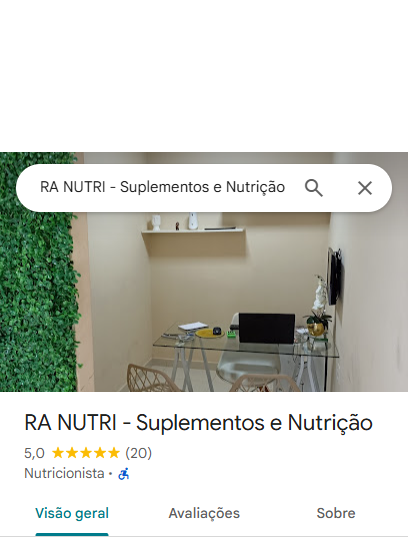 RA NUTRI - Suplementos e Nutrição
RA NUTRI - Suplementos e Nutrição
5,0 ★★★★★ (20)
Nutricionista ·
Visão geral Avaliações Sobre